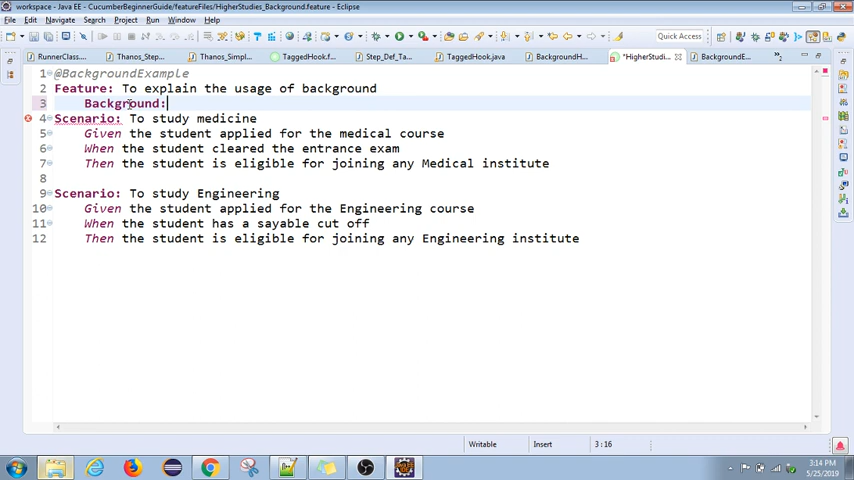 workspace - Java EE - CucumberBeginnerGuide/featureFiles/HigherStudies_Background.feature - Eclipse
File Edit Navigate Search Project Run Window Help
Quick Access
RunnerClass.... Thanos_Step... Thanos_Simpl... TaggedHook.f... Step_Def_Ta... TaggedHook.java BackgroundH... *HigherStudi... BackgroundE...
1 @BackgroundExample
2 Feature: To explain the usage of background
3 Background:
4 Scenario: To study medicine
5 Given the student applied for the medical course
6 When the student cleared the entrance exam
7 Then the student is eligible for joining any Medical institute
8
9 Scenario: To study Engineering
10 Given the student applied for the Engineering course
11 When the student has a sayable cut off
12 Then the student is eligible for joining any Engineering institute
Writable Insert 3 : 16
3:14 PM
5/25/2019